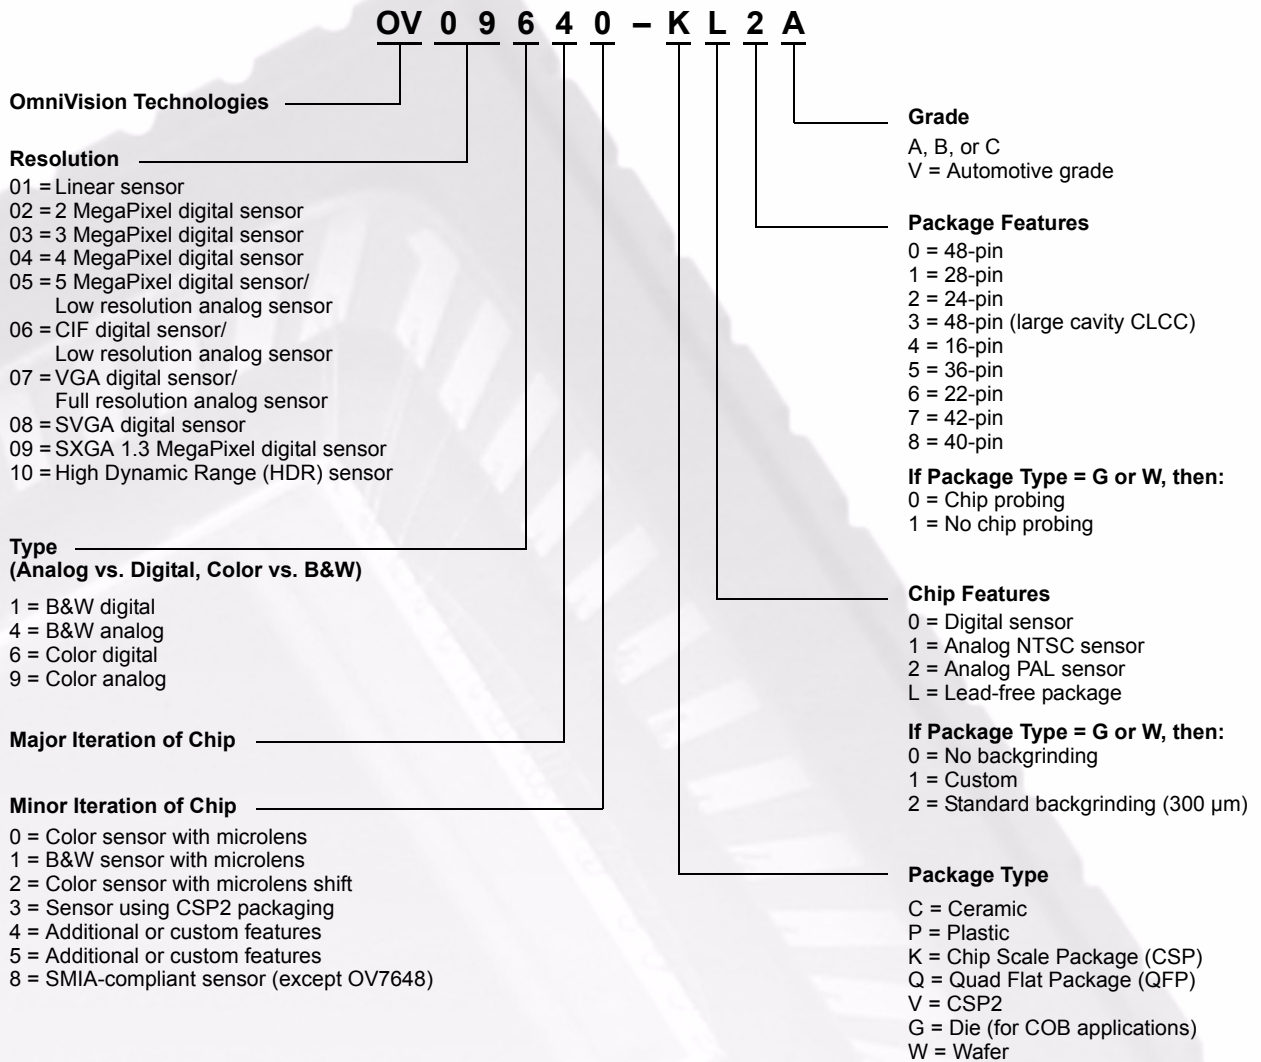 OV 0 9 6 4 0 – K L 2 A
OmniVision Technologies
Resolution
01 = Linear sensor
02 = 2 MegaPixel digital sensor
03 = 3 MegaPixel digital sensor
04 = 4 MegaPixel digital sensor
05 = 5 MegaPixel digital sensor/
Low resolution analog sensor
06 = CIF digital sensor/
Low resolution analog sensor
07 = VGA digital sensor/
Full resolution analog sensor
08 = SVGA digital sensor
09 = SXGA 1.3 MegaPixel digital sensor
10 = High Dynamic Range (HDR) sensor
Type
(Analog vs. Digital, Color vs. B&W)
1 = B&W digital
4 = B&W analog
6 = Color digital
9 = Color analog
Major Iteration of Chip
Minor Iteration of Chip
0 = Color sensor with microlens
1 = B&W sensor with microlens
2 = Color sensor with microlens shift
3 = Sensor using CSP2 packaging
4 = Additional or custom features
5 = Additional or custom features
8 = SMIA-compliant sensor (except OV7648)
Grade
A, B, or C
V = Automotive grade
Package Features
0 = 48-pin
1 = 28-pin
2 = 24-pin
3 = 48-pin (large cavity CLCC)
4 = 16-pin
5 = 36-pin
6 = 22-pin
7 = 42-pin
8 = 40-pin
If Package Type = G or W, then:
0 = Chip probing
1 = No chip probing
Chip Features
0 = Digital sensor
1 = Analog NTSC sensor
2 = Analog PAL sensor
L = Lead-free package
If Package Type = G or W, then:
0 = No backgrinding
1 = Custom
2 = Standard backgrinding (300 µm)
Package Type
C = Ceramic
P = Plastic
K = Chip Scale Package (CSP)
Q = Quad Flat Package (QFP)
V = CSP2
G = Die (for COB applications)
W = Wafer